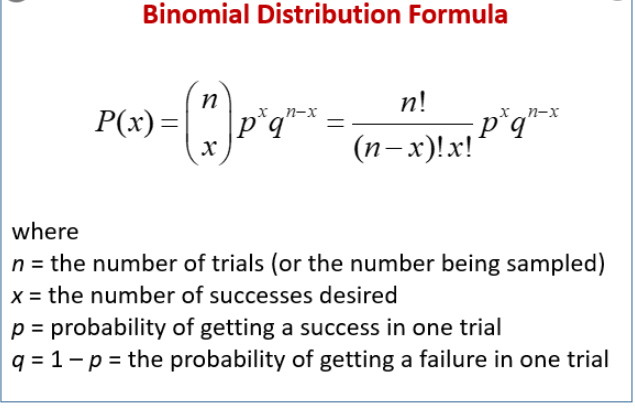 Binomial Distribution Formula
P(x) = \binom{n}{x} p^x q^{n-x} = \frac{n!}{(n-x)!x!} p^x q^{n-x}
where
n = the number of trials (or the number being sampled)
x = the number of successes desired
p = probability of getting a success in one trial
q = 1 – p = the probability of getting a failure in one trial